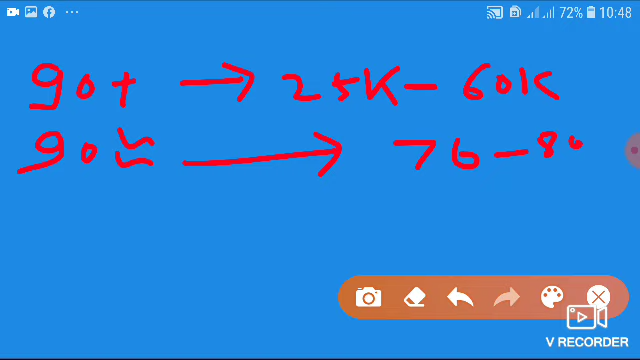 72% 10:48
90+ → 25K - 60K
90≈ → 76 - 80
V RECORDER